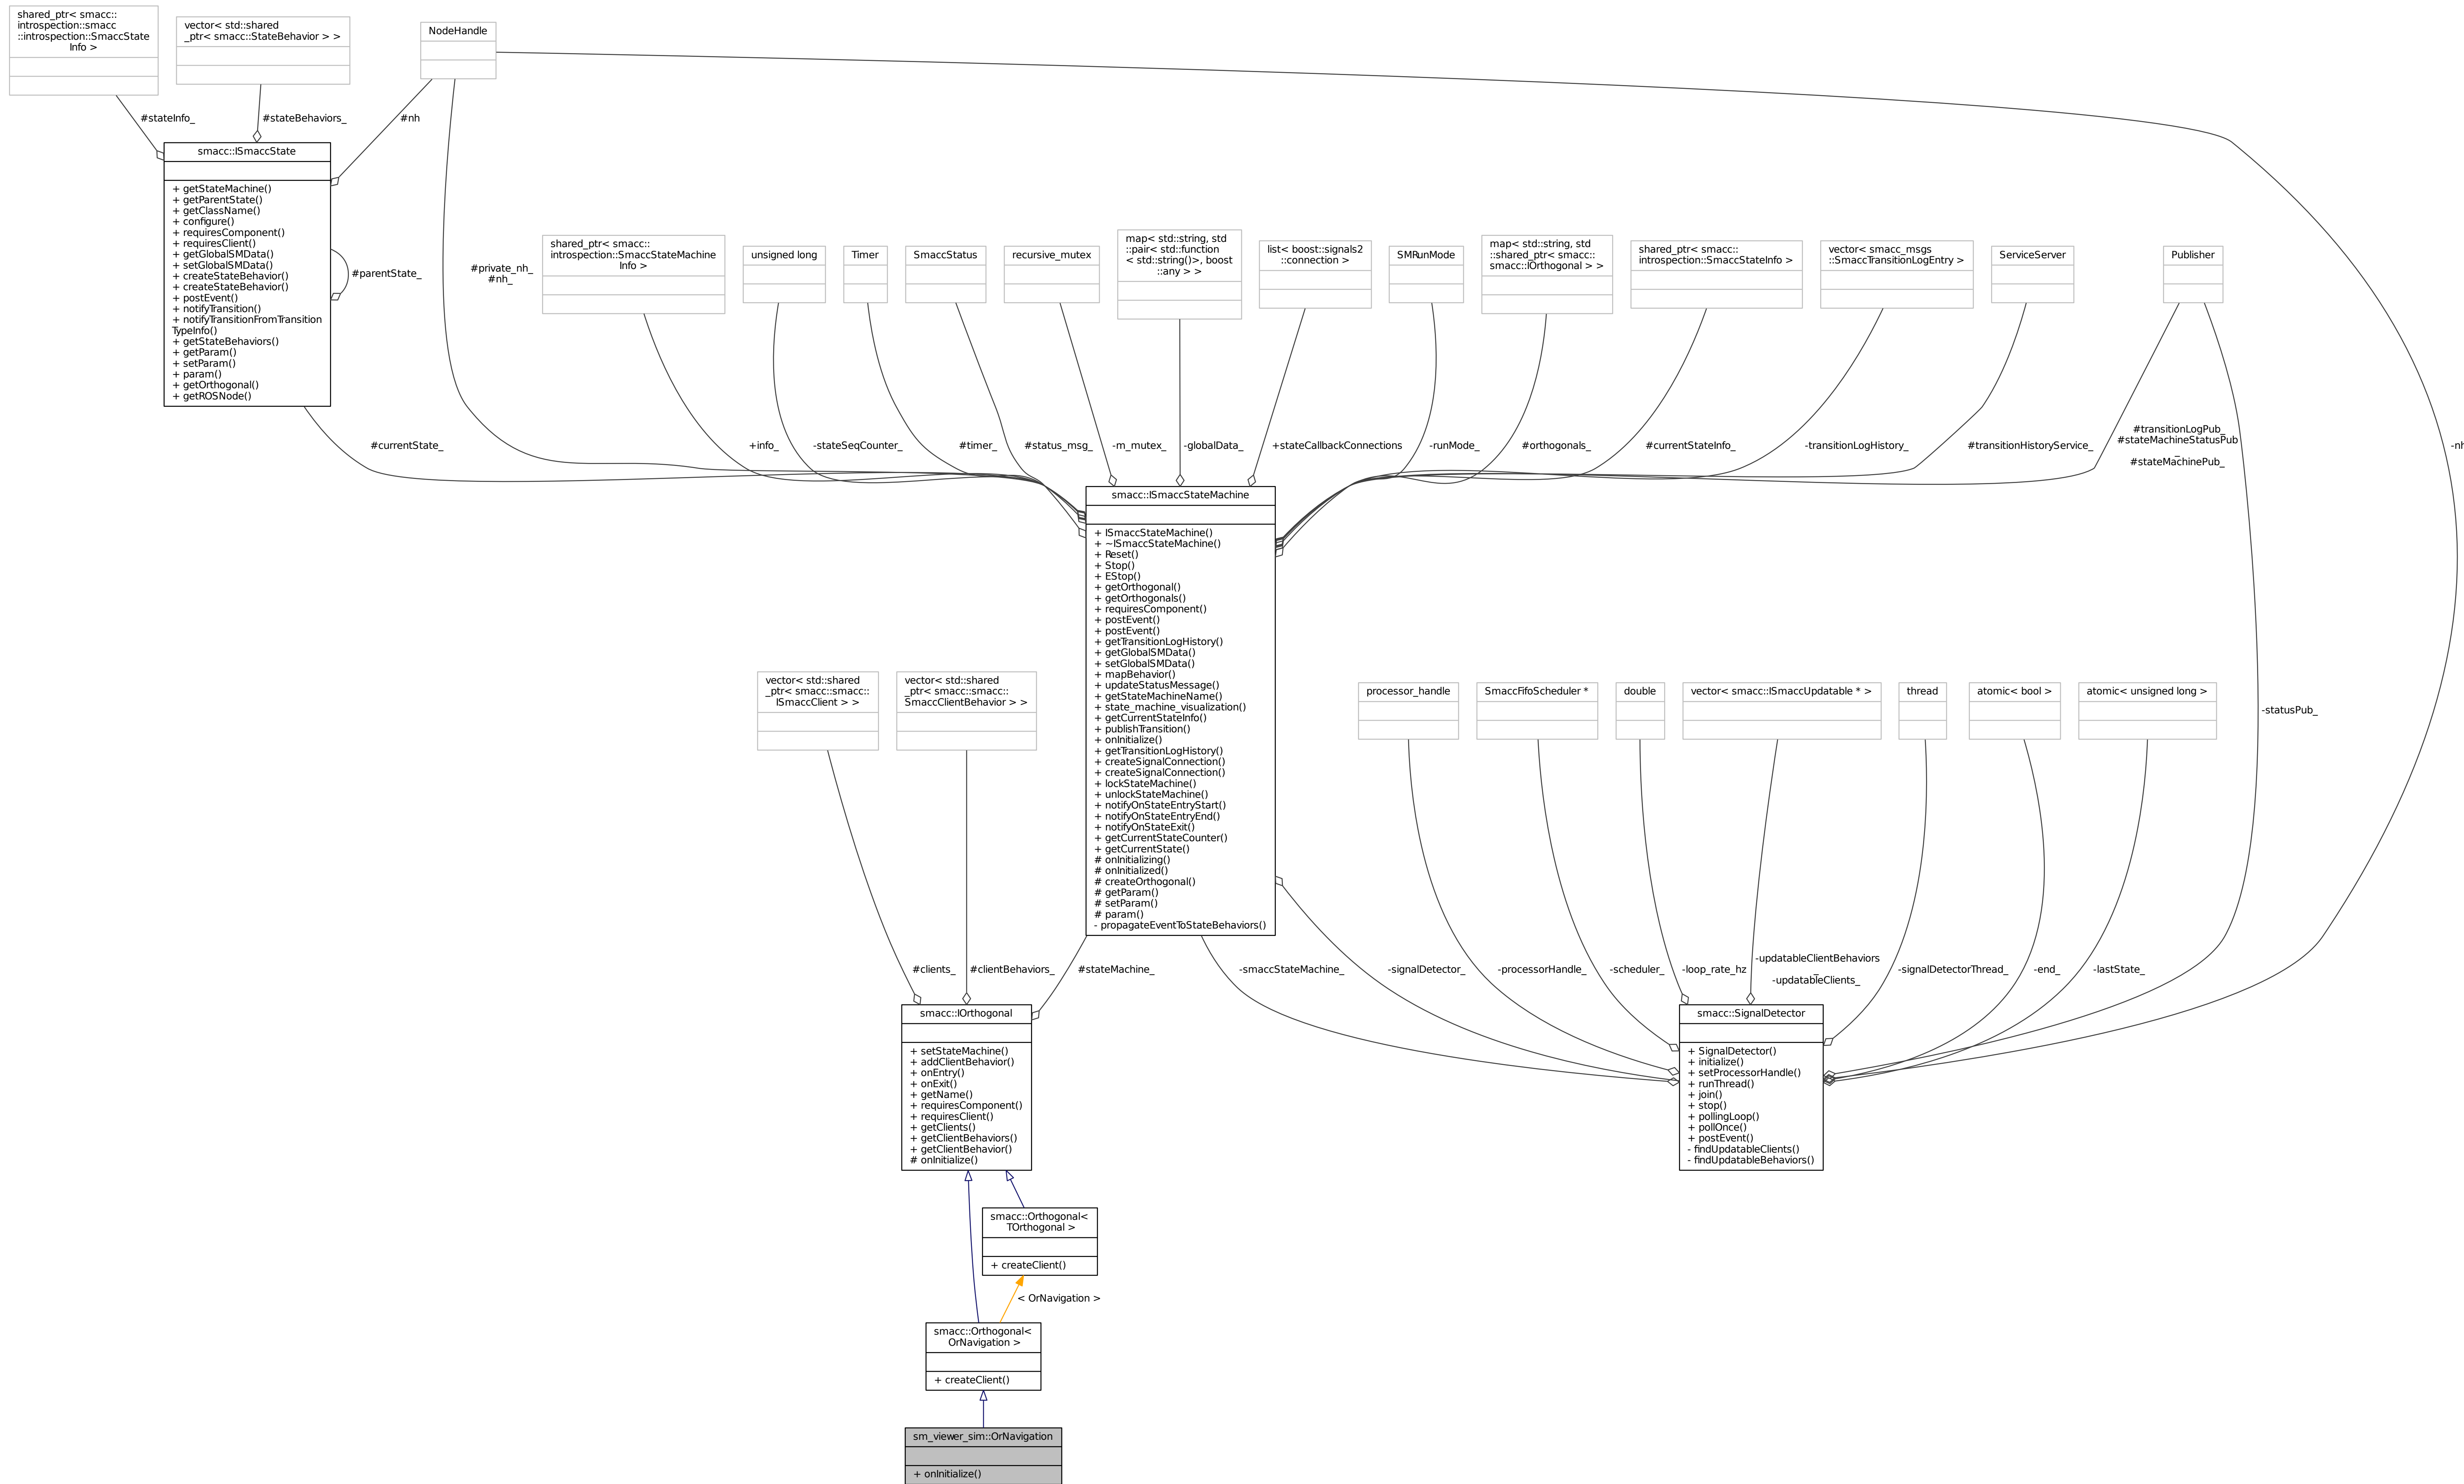 shared_ptr< smacc::
introspection::smacc
::introspection::SmaccState
Info >
vector< std::shared
_ptr< smacc::StateBehavior > >
NodeHandle
#stateInfo_
#stateBehaviors_
#nh
smacc::ISmaccState
+ getStateMachine()
+ getParentState()
+ getClassName()
+ configure()
+ requiresComponent()
+ requiresClient()
+ getGlobalSMData()
+ setGlobalSMData()
+ createStateBehavior()
+ createStateBehavior()
+ postEvent()
+ notifyTransition()
+ notifyTransitionFromTransition
TypeInfo()
+ getStateBehaviors()
+ getParam()
+ setParam()
+ param()
+ getOrthogonal()
+ getROSNode()
#parentState_
#private_nh_
#nh_
shared_ptr< smacc::
introspection::SmaccStateMachine
Info >
unsigned long
Timer
SmaccStatus
recursive_mutex
map< std::string, std
::pair< std::function
< std::string()>, boost
::any > >
list< boost::signals2
::connection >
SMRunMode
map< std::string, std
::shared_ptr< smacc::
smacc::IOrthogonal > >
shared_ptr< smacc::
introspection::SmaccStateInfo >
vector< smacc_msgs
::SmaccTransitionLogEntry >
ServiceServer
Publisher
#currentState_
+info_
-stateSeqCounter_
#timer_
#status_msg_
-m_mutex_
-globalData_
+stateCallbackConnections
-runMode_
#orthogonals_
#currentStateInfo_
-transitionLogHistory_
#transitionHistoryService_
#transitionLogPub_
#stateMachineStatusPub
_
#stateMachinePub_
-nh
smacc::ISmaccStateMachine
+ ISmaccStateMachine()
+ ~ISmaccStateMachine()
+ Reset()
+ Stop()
+ EStop()
+ getOrthogonal()
+ getOrthogonals()
+ requiresComponent()
+ postEvent()
+ postEvent()
+ getTransitionLogHistory()
+ getGlobalSMData()
+ setGlobalSMData()
+ mapBehavior()
+ updateStatusMessage()
+ getStateMachineName()
+ state_machine_visualization()
+ getCurrentStateInfo()
+ publishTransition()
+ onInitialize()
+ getTransitionLogHistory()
+ createSignalConnection()
+ createSignalConnection()
+ lockStateMachine()
+ unlockStateMachine()
+ notifyOnStateEntryStart()
+ notifyOnStateEntryEnd()
+ notifyOnStateExit()
+ getCurrentStateCounter()
+ getCurrentState()
# onInitializing()
# onInitialized()
# createOrthogonal()
# getParam()
# setParam()
# param()
- propagateEventToStateBehaviors()
vector< std::shared
_ptr< smacc::smacc::
ISmaccClient > >
vector< std::shared
_ptr< smacc::smacc::
SmaccClientBehavior > >
processor_handle
SmaccFifoScheduler *
double
vector< smacc::ISmaccUpdatable * >
thread
atomic< bool >
atomic< unsigned long >
-statusPub_
#clients_
#clientBehaviors_
#stateMachine_
-smaccStateMachine_
-signalDetector_
-processorHandle_
-scheduler_
-loop_rate_hz
-updatableClientBehaviors
_
-updatableClients_
-signalDetectorThread_
-end_
-lastState_
smacc::IOrthogonal
+ setStateMachine()
+ addClientBehavior()
+ onEntry()
+ onExit()
+ getName()
+ requiresComponent()
+ requiresClient()
+ getClients()
+ getClientBehaviors()
+ getClientBehavior()
# onInitialize()
smacc::SignalDetector
+ SignalDetector()
+ initialize()
+ setProcessorHandle()
+ runThread()
+ join()
+ stop()
+ pollingLoop()
+ pollOnce()
+ postEvent()
- findUpdatableClients()
- findUpdatableBehaviors()
smacc::Orthogonal<
TOrthogonal >
+ createClient()
< OrNavigation >
smacc::Orthogonal<
OrNavigation >
+ createClient()
sm_viewer_sim::OrNavigation
+ onInitialize()